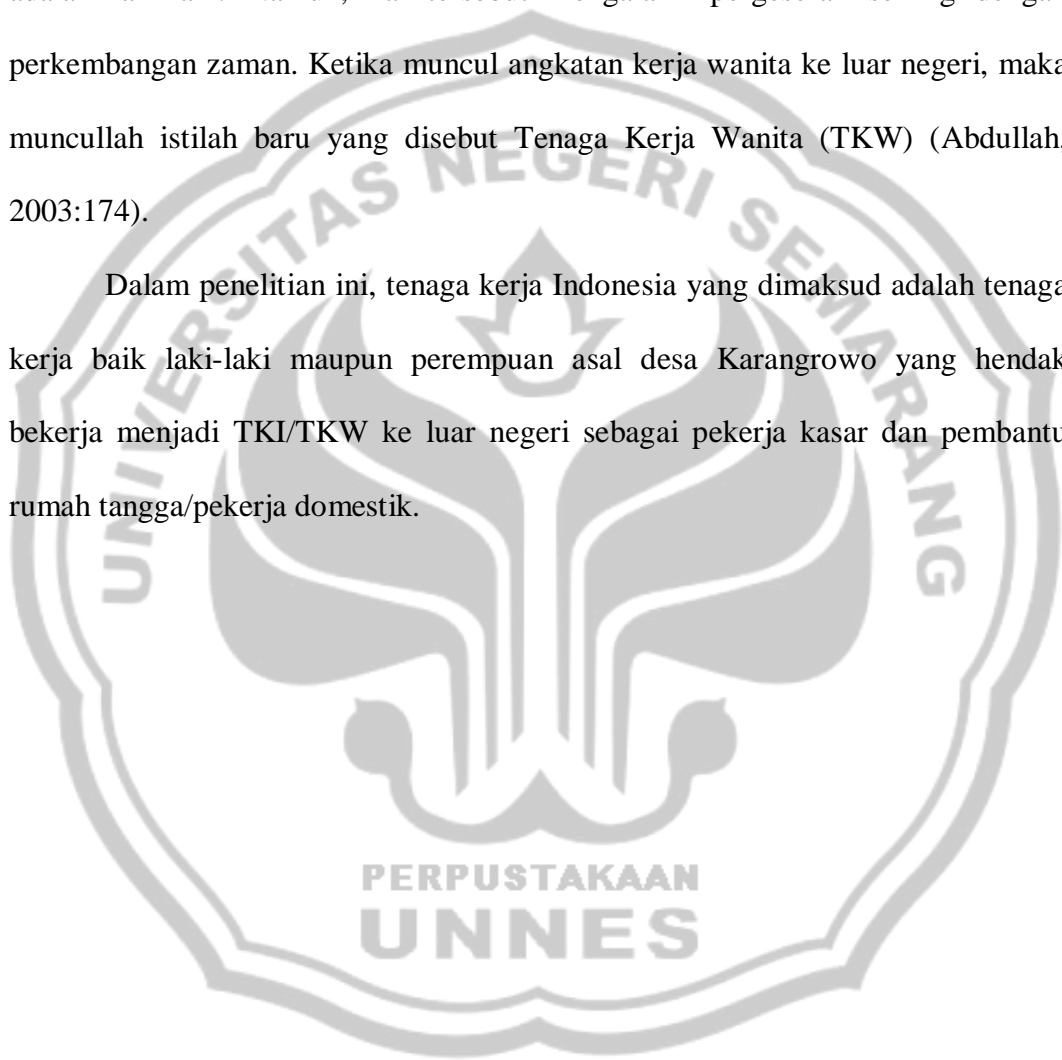 perkembangan zaman. Ketika muncul angkatan kerja wanita ke luar negeri, maka
muncullah istilah baru yang disebut Tenaga Kerja Wanita (TKW) (Abdullah,
2003:174).
Dalam penelitian ini, tenaga kerja Indonesia yang dimaksud adalah tenaga
kerja baik laki-laki maupun perempuan asal desa Karangrowo yang hendak
bekerja menjadi TKI/TKW ke luar negeri sebagai pekerja kasar dan pembantu
rumah tangga/pekerja domestik.
UNIVERSITAS NEGERI SEMARANG
PERPUSTAKAAN
UNNES